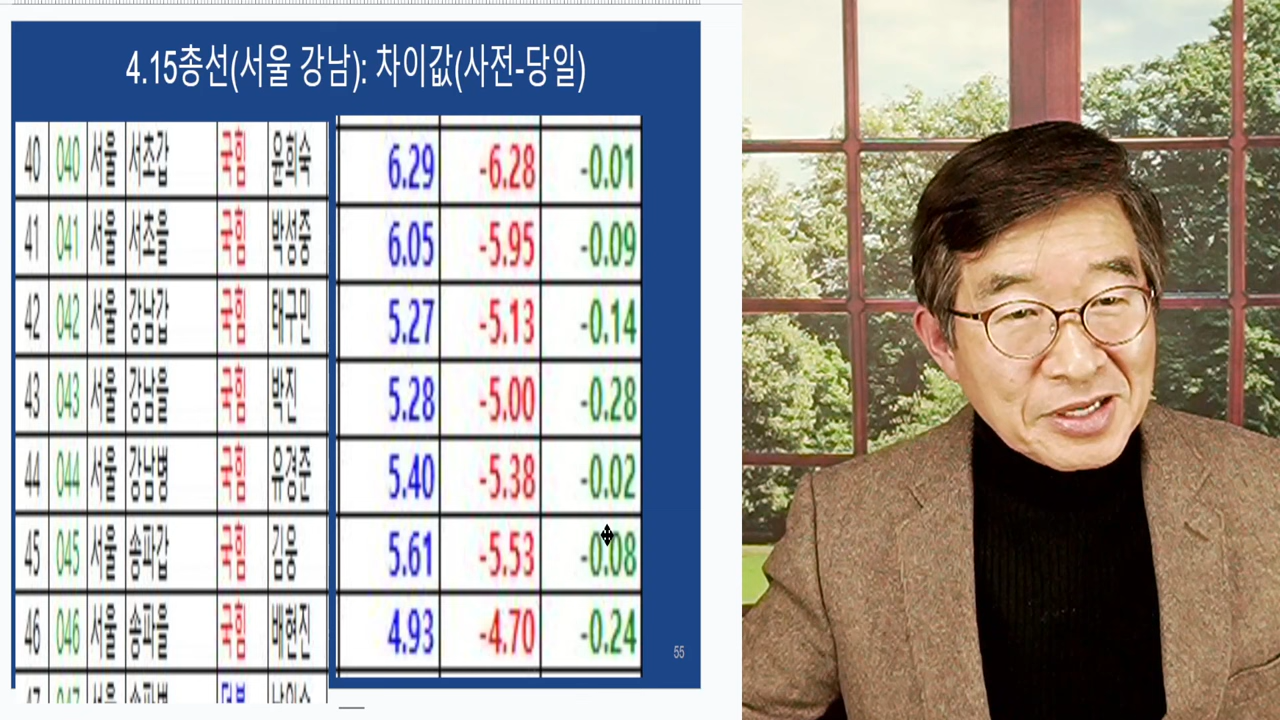 4.15총선(서울 강남): 차이값(사전-당일)
40 040 서울 서초갑 국힘 윤희숙 6.29 -6.28 -0.01
41 041 서울 서초을 국힘 박성중 6.05 -5.95 -0.09
42 042 서울 강남갑 국힘 태구민 5.27 -5.13 -0.14
43 043 서울 강남을 국힘 박진 5.28 -5.00 -0.28
44 044 서울 강남병 국힘 유경준 5.40 -5.38 -0.02
45 045 서울 송파갑 국힘 김웅 5.61 -5.53 -0.08
46 046 서울 송파을 국힘 배현진 4.93 -4.70 -0.24
47 047 서울
55